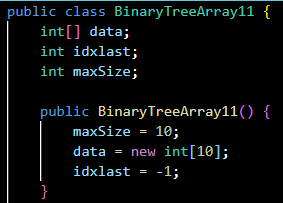 public class BinaryTreeArray11 {
    int[] data;
    int idxlast;
    int maxSize;

    public BinaryTreeArray11() {
        maxSize = 10;
        data = new int[10];
        idxlast = -1;
    }